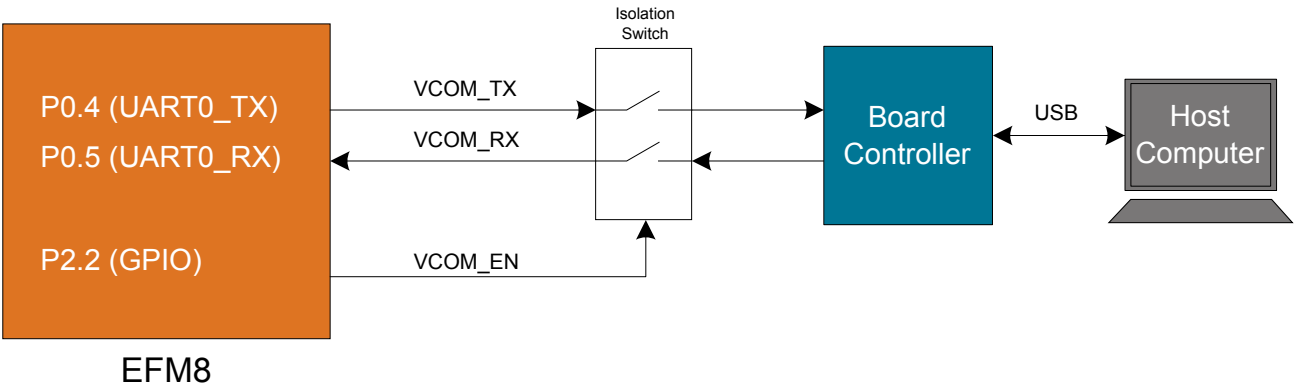 Isolation
Switch
P0.4 (UART0_TX)
VCOM_TX
P0.5 (UART0_RX)
VCOM_RX
P2.2 (GPIO)
VCOM_EN
Board
Controller
USB
Host
Computer
EFM8